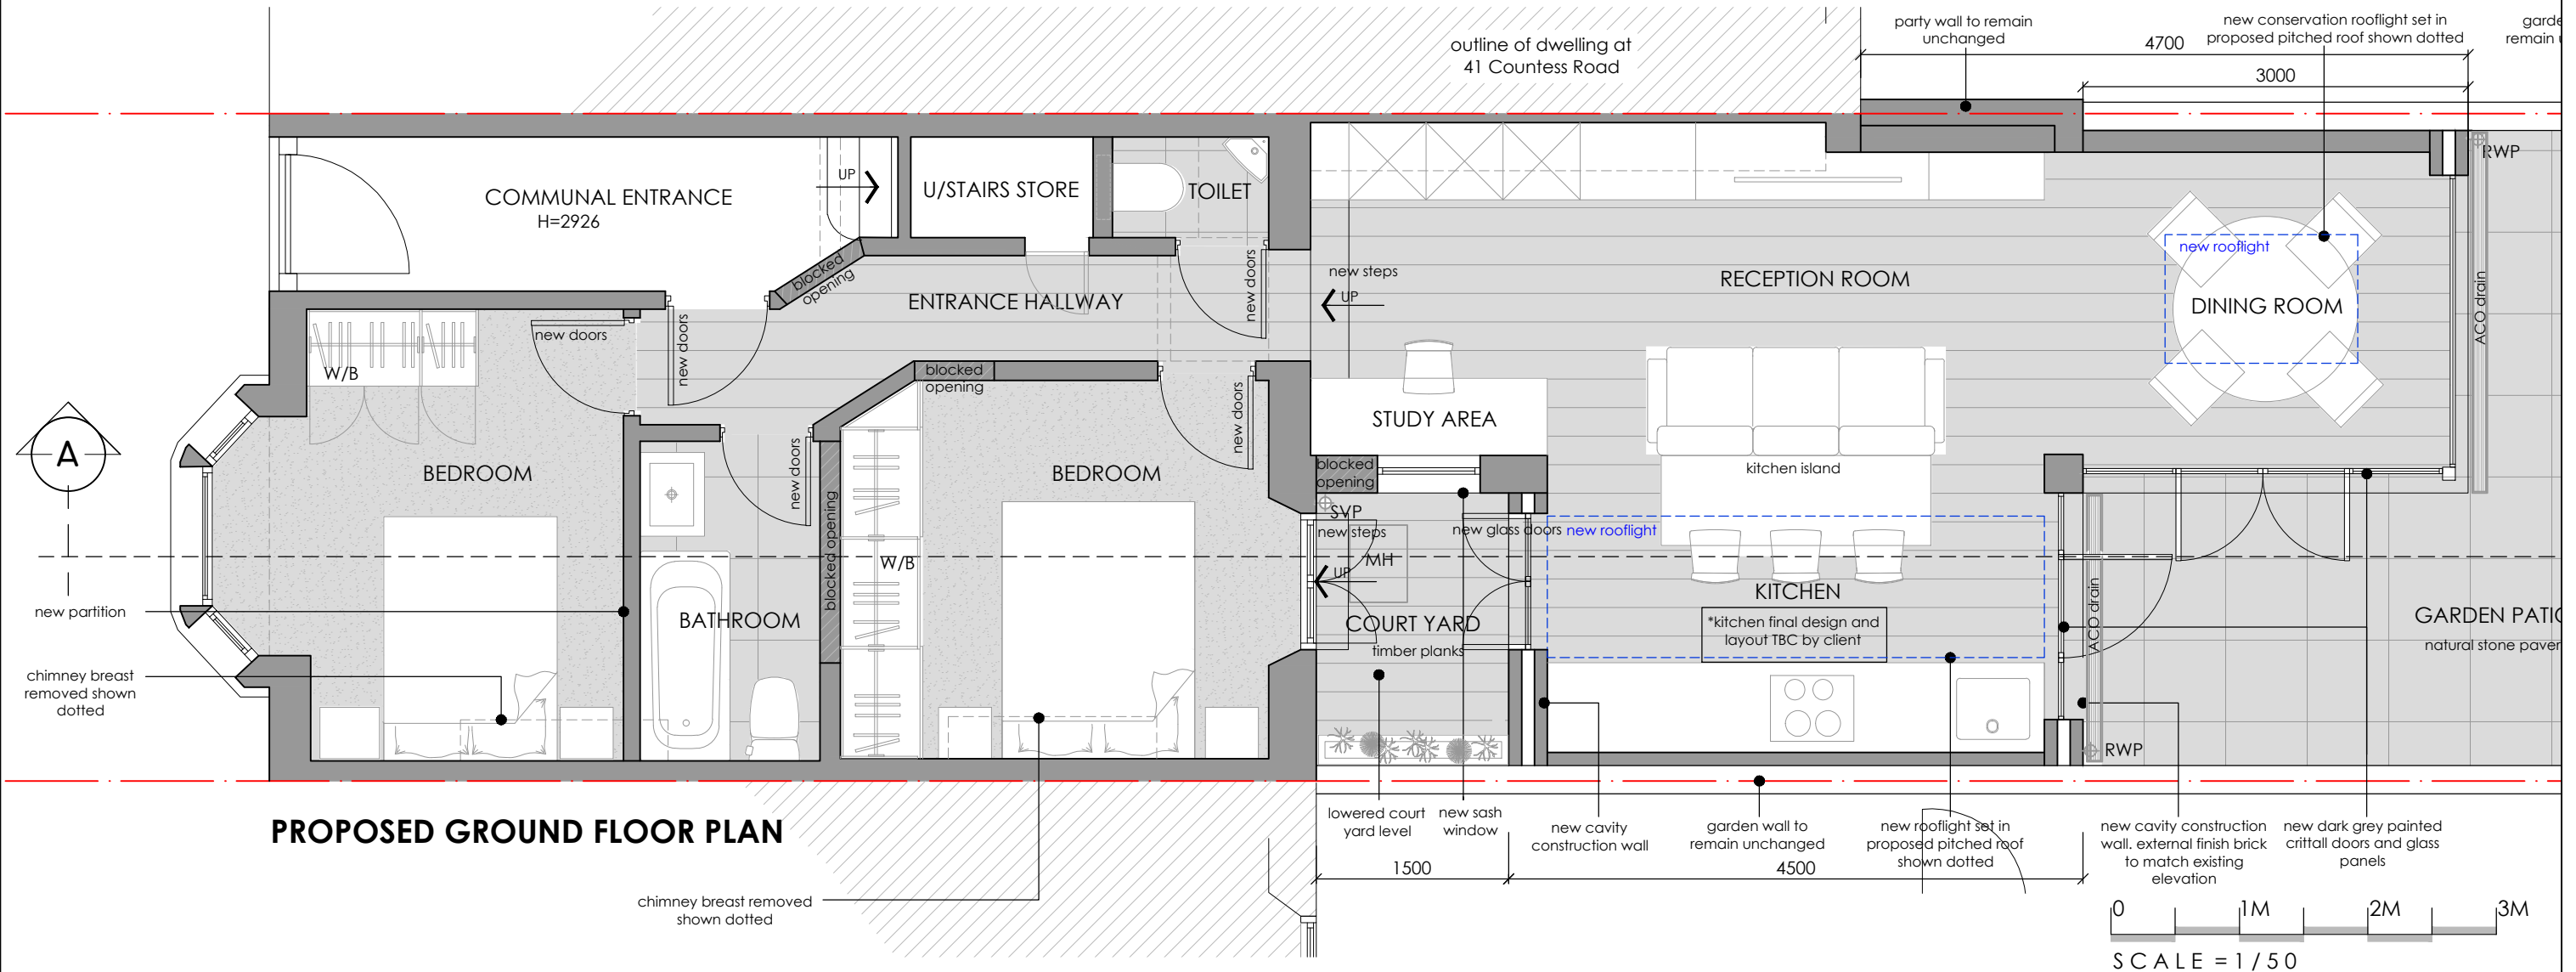 outline of dwelling at
41 Countess Road
party wall to remain
unchanged
4700
new conservation rooflight set in
proposed pitched roof shown dotted
3000
COMMUNAL ENTRANCE
H=2926
UP
U/STAIRS STORE
TOILET
blocked
opening
ENTRANCE HALLWAY
new doors
new steps
UP
RECEPTION ROOM
new rooflight
DINING ROOM
RWP
ACO drain
new doors
new doors
W/B
blocked
opening
new doors
STUDY AREA
A
BEDROOM
new doors
BEDROOM
blocked
opening
kitchen island
SVP
new steps
new glass doors
new rooflight
MH
UP
W/B
blocked opening
new partition
BATHROOM
COURT YARD
timber planks
KITCHEN
*kitchen final design and
layout TBC by client
ACO drain
GARDEN PATIO
natural stone paver
chimney breast
removed shown
dotted
RWP
PROPOSED GROUND FLOOR PLAN
lowered court
yard level
new sash
window
new cavity
construction wall
garden wall to
remain unchanged
new rooflight set in
proposed pitched roof
shown dotted
new cavity construction
wall. external finish brick
to match existing
elevation
new dark grey painted
crittall doors and glass
panels
1500
4500
chimney breast removed
shown dotted
0
1M
2M
3M
SCALE =1/50